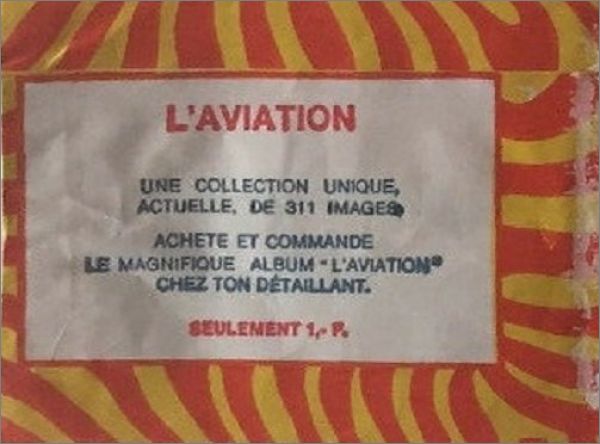 L'AVIATION
UNE COLLECTION UNIQUE,
ACTUELLE, DE 311 IMAGES,
ACHETE ET COMMANDE
LE MAGNIFIQUE ALBUM "L'AVIATION"
CHEZ TON DÉTAILLANT.
SEULEMENT 1,- F.